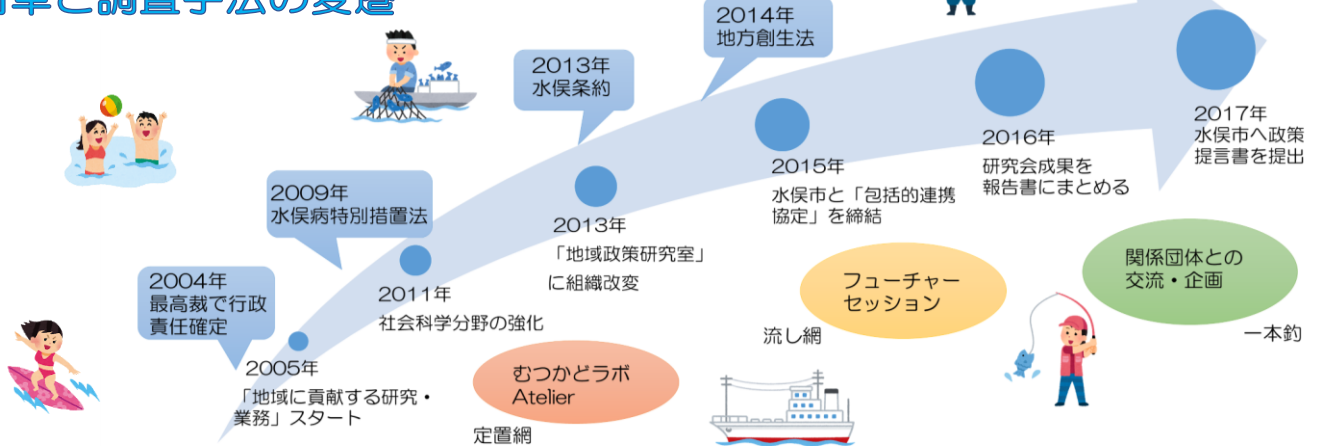 革と調査手法の変遷
2004年
最高裁で行政
責任確定
2009年
水俣病特別措置法
2013年
水俣条約
2014年
地方創生法
2005年
「地域に貢献する研究・
業務」スタート
2011年
社会科学分野の強化
2013年
「地域政策研究室」
に組織改変
2015年
水俣市と「包括的連携
協定」を締結
2016年
研究会成果を
報告書にまとめる
2017年
水俣市へ政策
提言書を提出
むつかどラボ
Atelier
定置網
フューチャー
セッション
流し網
関係団体との
交流・企画
一本釣